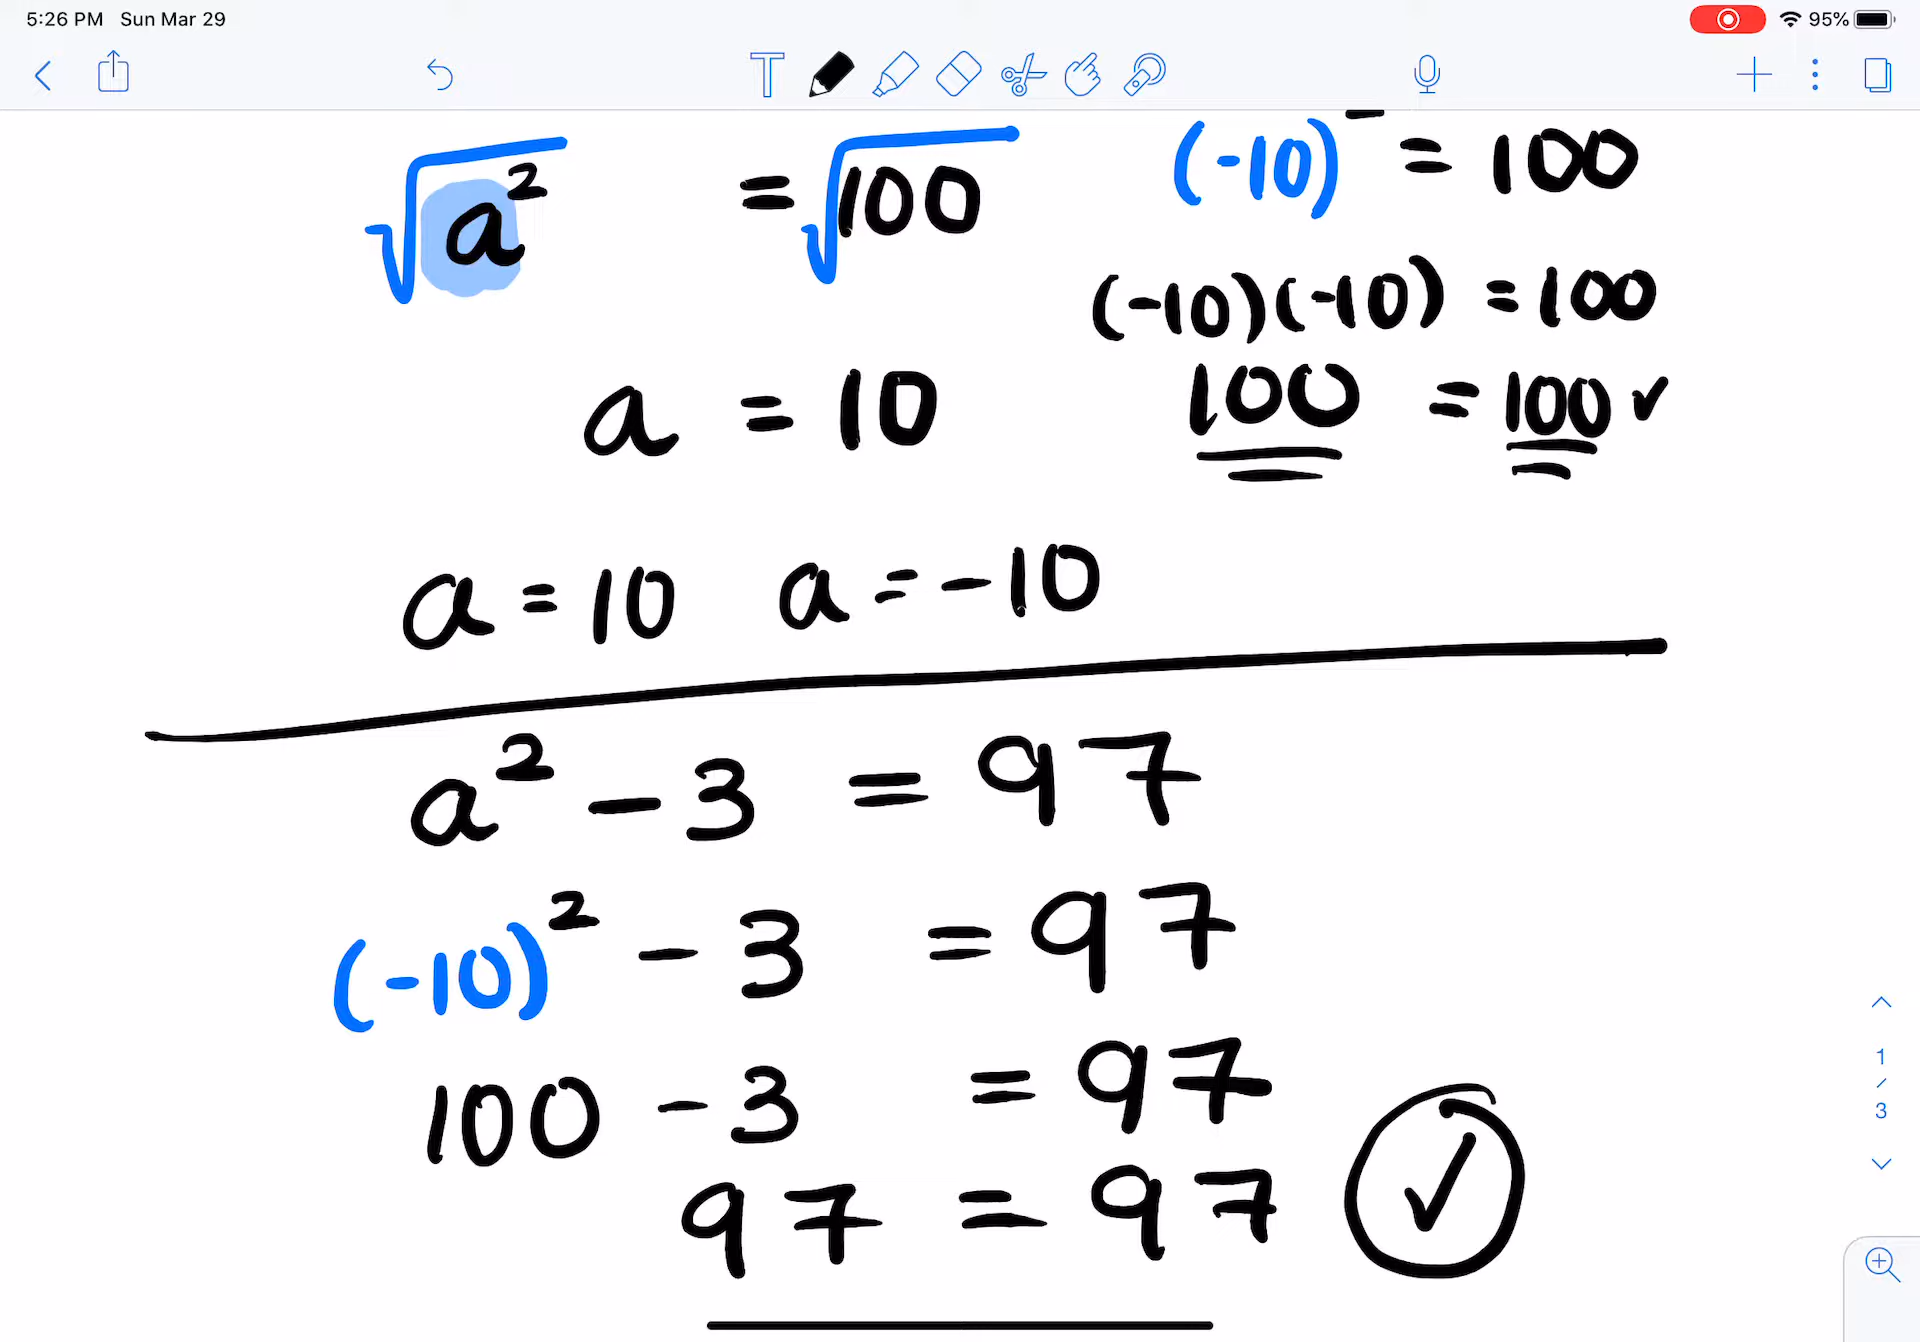 5:26 PM Sun Mar 29 95%
√a² = √100
(-10) = 100
(-10)(-10) = 100
a = 10
100 = 100 ✓
a = 10 a = -10
a² - 3 = 97
(-10)² - 3 = 97
100 - 3 = 97
97 = 97 ✓
1
/
3